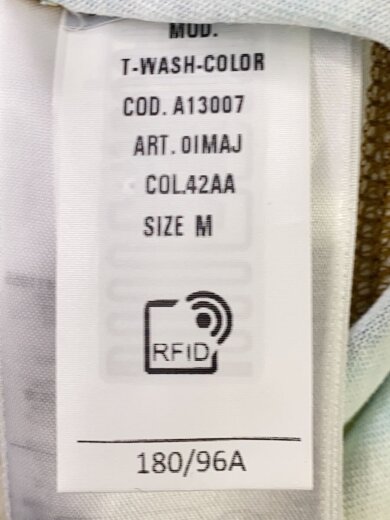 MOD.
T-WASH-COLOR
COD. A13007
ART. 01MAJ
COL.42AA
SIZE M
RFID
180/96A